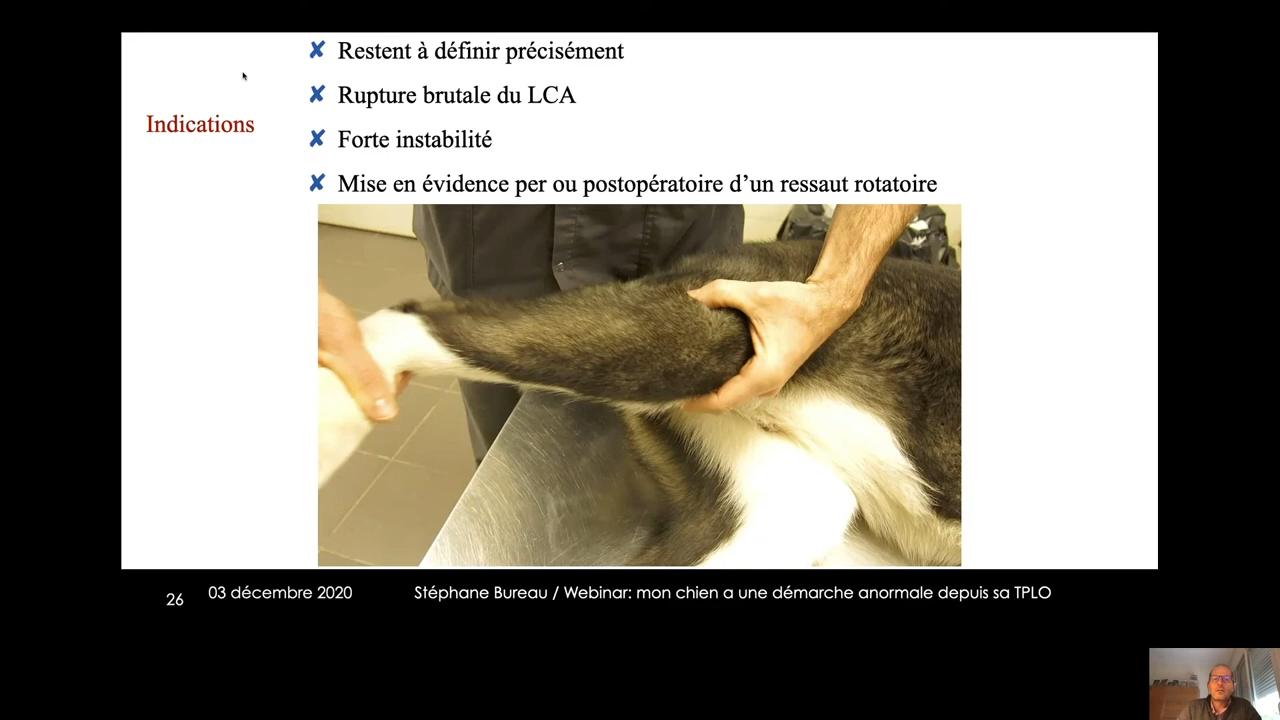 ✘ Restent à définir précisément
✘ Rupture brutale du LCA
Indications
✘ Forte instabilité
✘ Mise en évidence per ou postopératoire d’un ressaut rotatoire
26
03 décembre 2020
Stéphane Bureau / Webinar: mon chien a une démarche anormale depuis sa TPLO